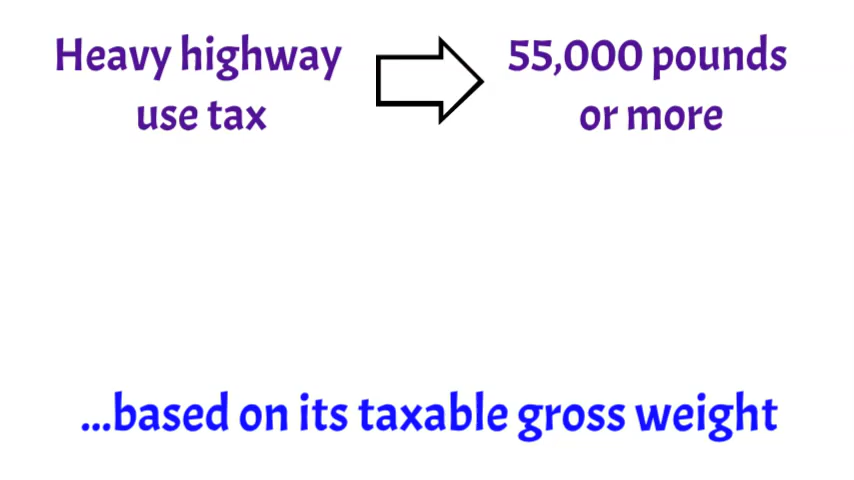 Heavy highway
use tax
55,000 pounds
or more
...based on its taxable gross weight